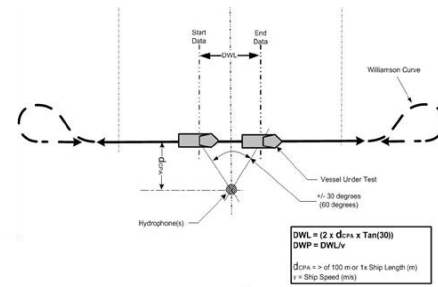 Start
Data
End
Data
DWL
Williamson Curve
dCPA
Vessel Under Test
+/- 30 degrees
(60 degrees)
Hydrophone(s)
DWL = (2 x dCPA x Tan(30))
DWP = DWL/v
dCPA = > of 100 m or 1x Ship Length (m)
v = Ship Speed (m/s)